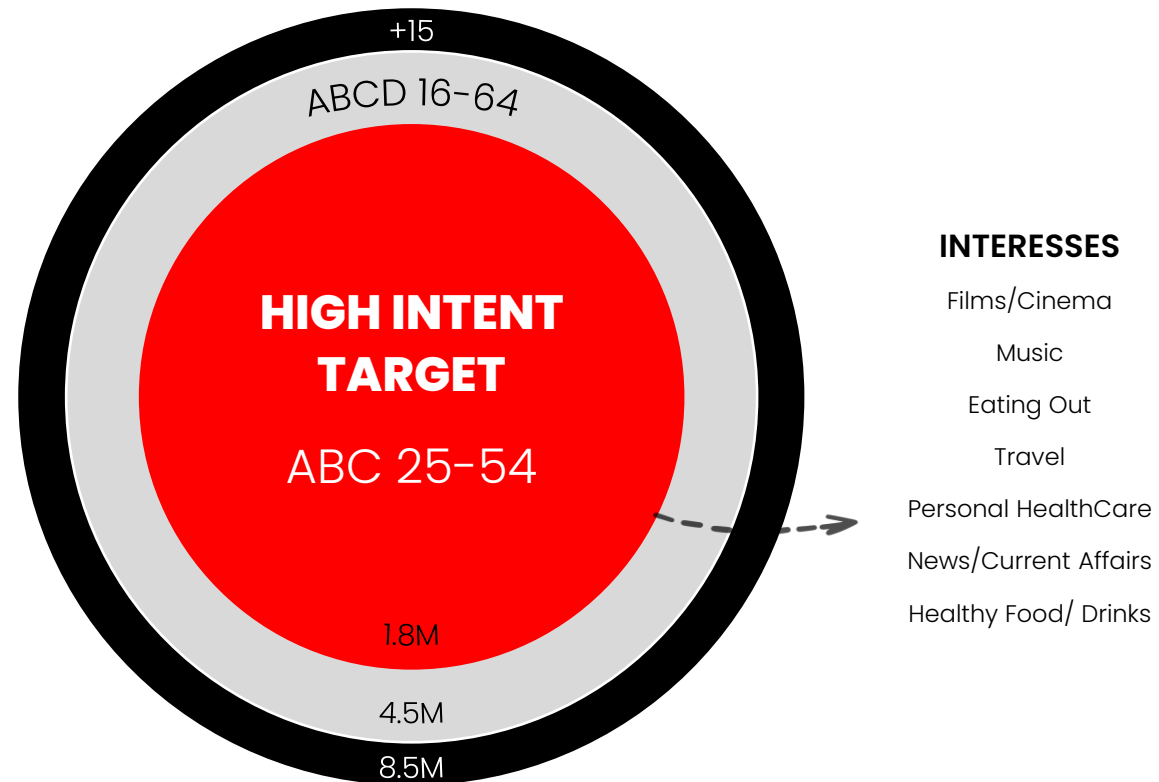 +15
ABCD 16-64
HIGH INTENT
TARGET
ABC 25-54
1.8M
4.5M
8.5M
INTERESSES
Films/Cinema
Music
Eating Out
Travel
Personal HealthCare
News/Current Affairs
Healthy Food/ Drinks